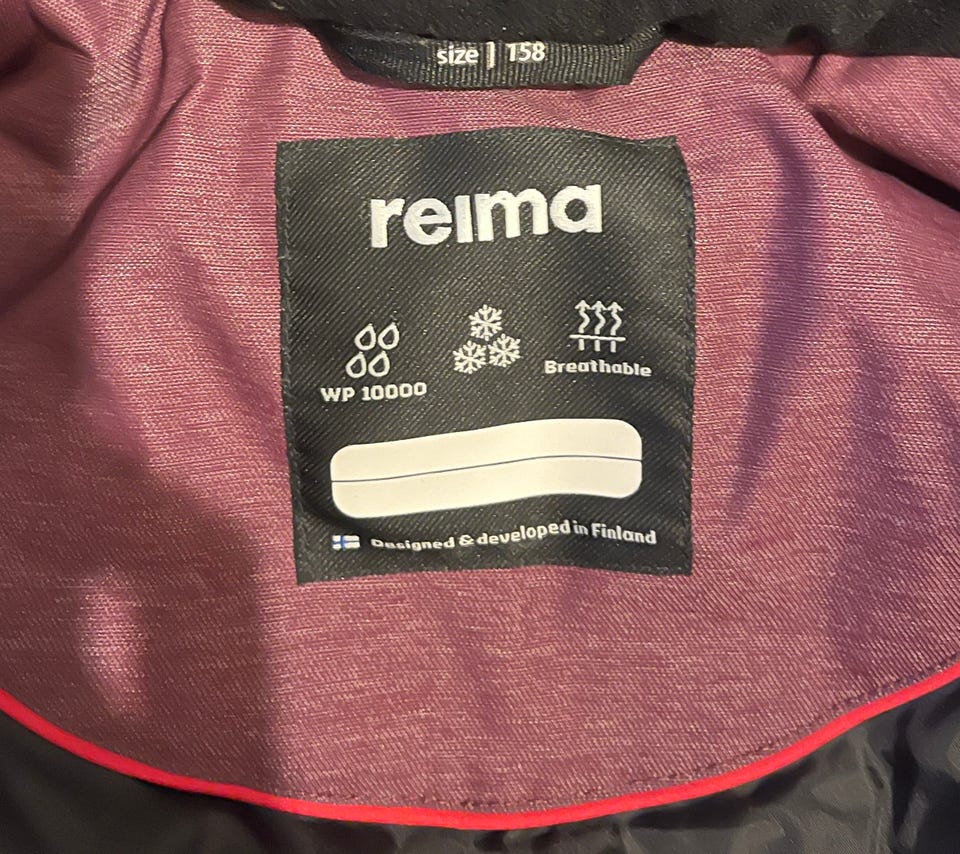 size | 158
reima
WP 10000
Breathable
Designed & developed in Finland